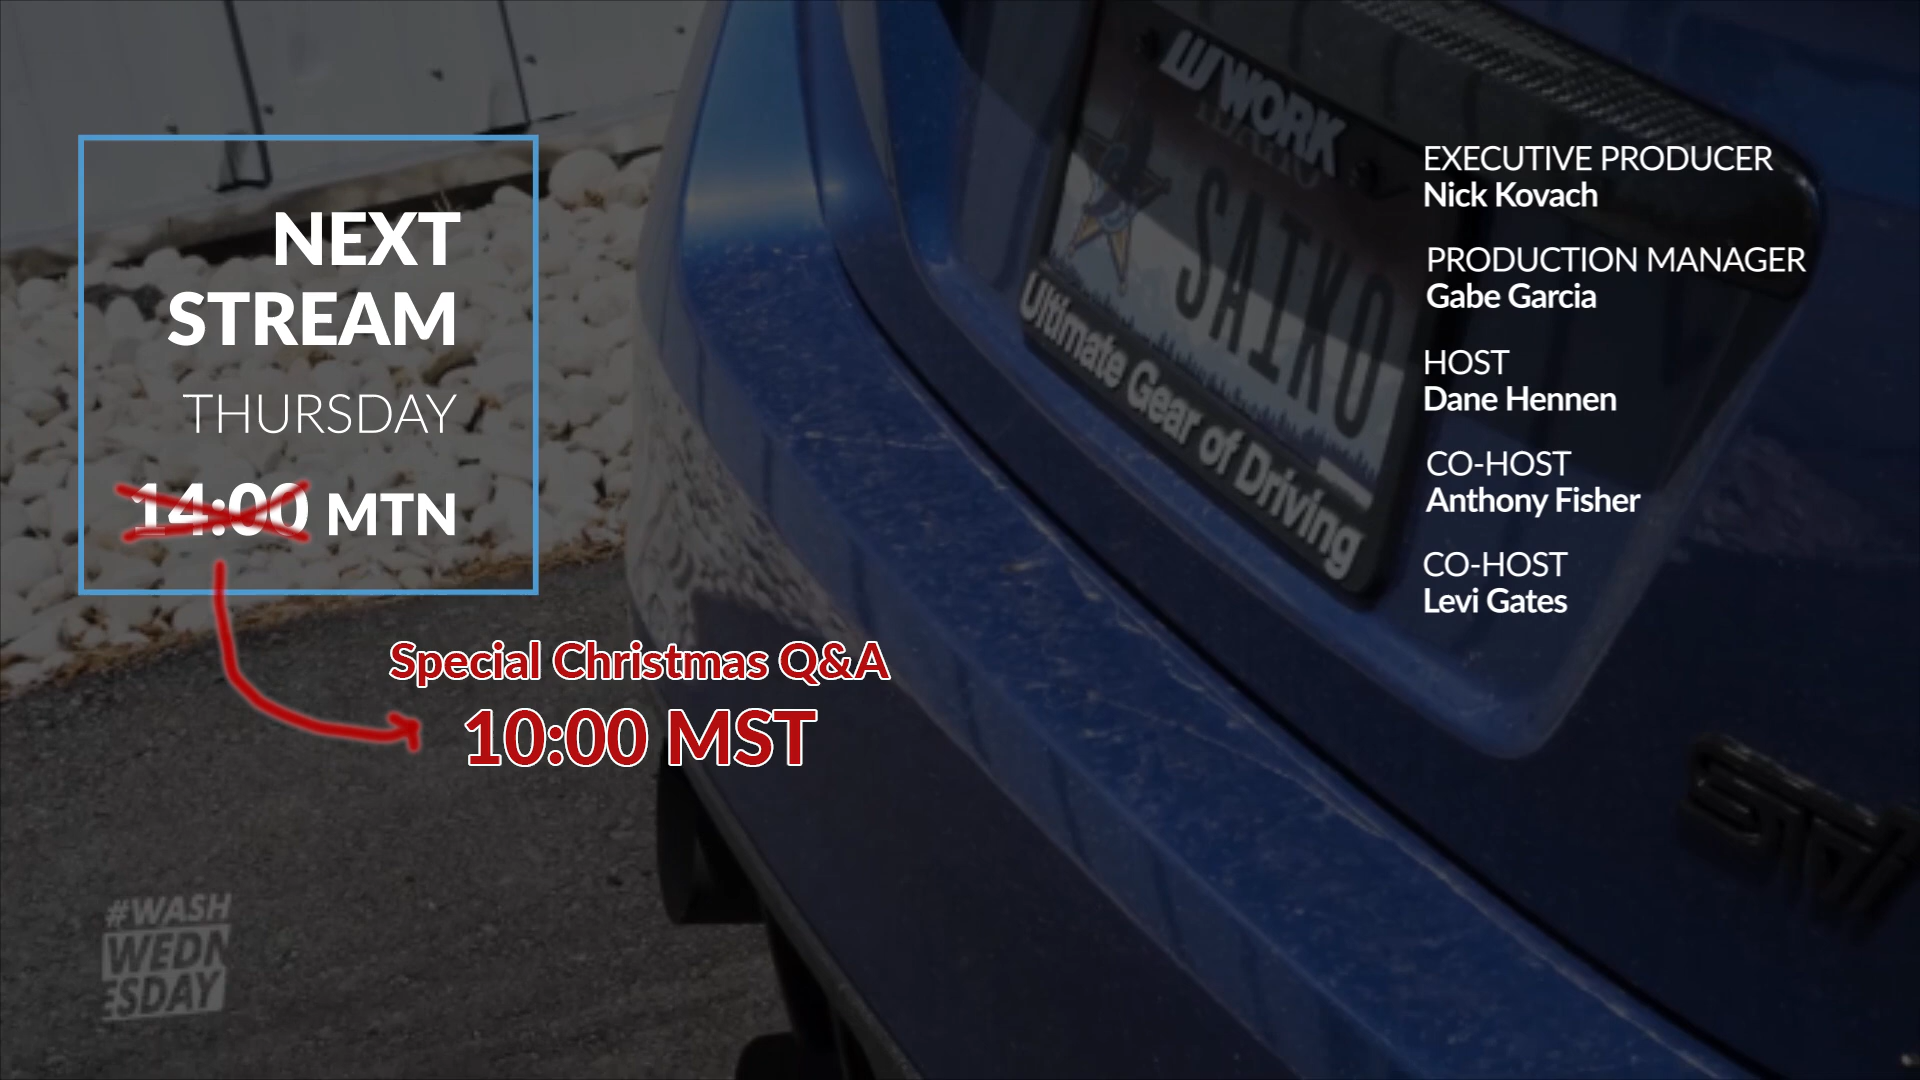 NEXT
STREAM
THURSDAY
14:00 MTN
Special Christmas Q&A
10:00 MST
EXECUTIVE PRODUCER
Nick Kovach
PRODUCTION MANAGER
Gabe Garcia
HOST
Dane Hennen
CO-HOST
Anthony Fisher
CO-HOST
Levi Gates
WORK
SAIKO
Ultimate Gear of Driving
STI
#WASH
WEDN
ESDAY